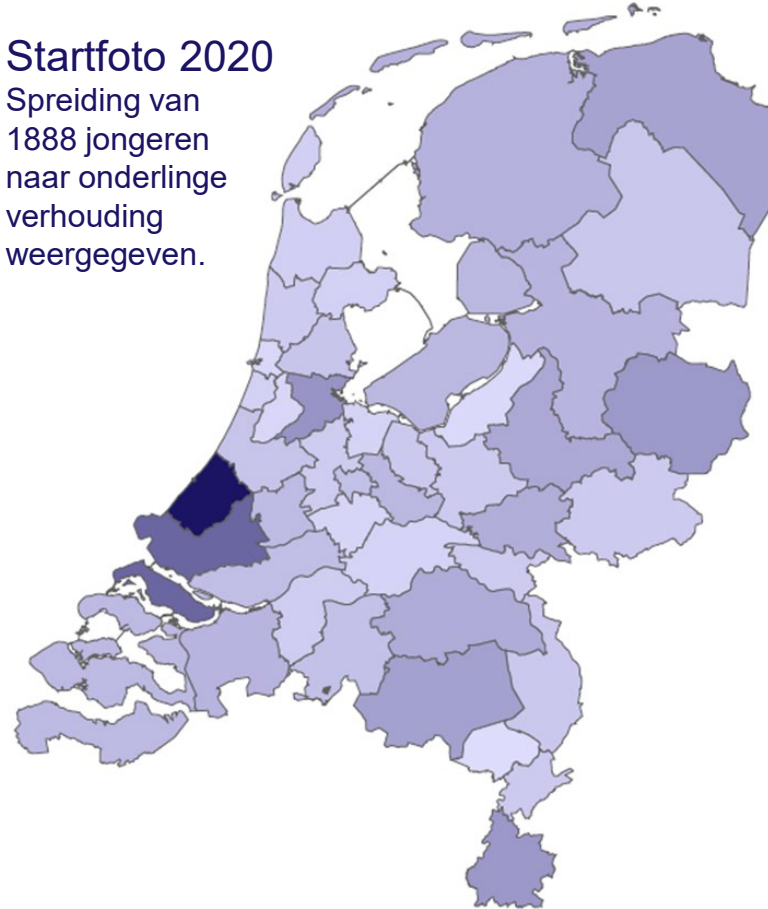 Startfoto 2020
Spreiding van
1888 jongeren
naar onderlinge
verhouding
weergegeven.